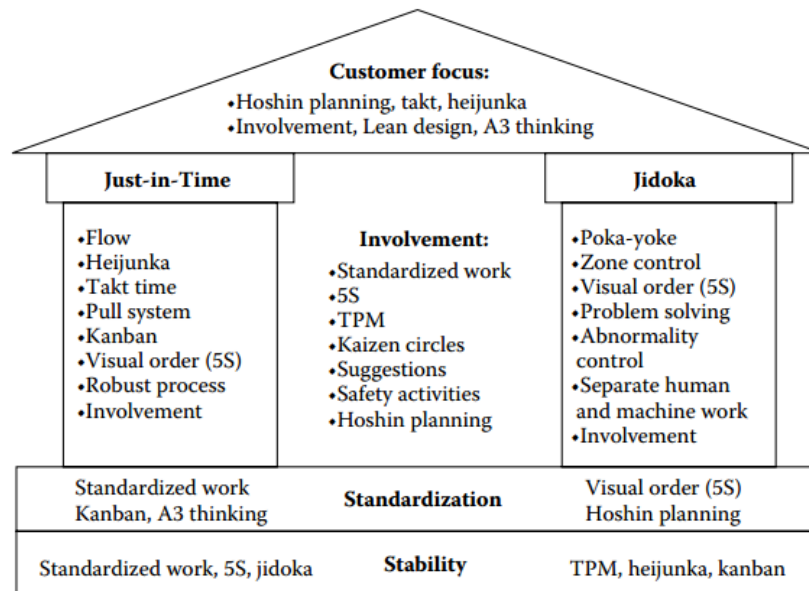 Customer focus:
◆Hoshin planning, takt, heijunka
◆Involvement, Lean design, A3 thinking
Just-in-Time
◆Flow
◆Heijunka
◆Takt time
◆Pull system
◆Kanban
◆Visual order (5S)
◆Robust process
◆Involvement
Involvement:
◆Standardized work
◆5S
◆TPM
◆Kaizen circles
◆Suggestions
◆Safety activities
◆Hoshin planning
Jidoka
◆Poka-yoke
◆Zone control
◆Visual order (5S)
◆Problem solving
◆Abnormality
control
◆Separate human
and machine work
◆Involvement
Standardized work
Kanban, A3 thinking
Standardization
Visual order (5S)
Hoshin planning
Standardized work, 5S, jidoka
Stability
TPM, heijunka, kanban